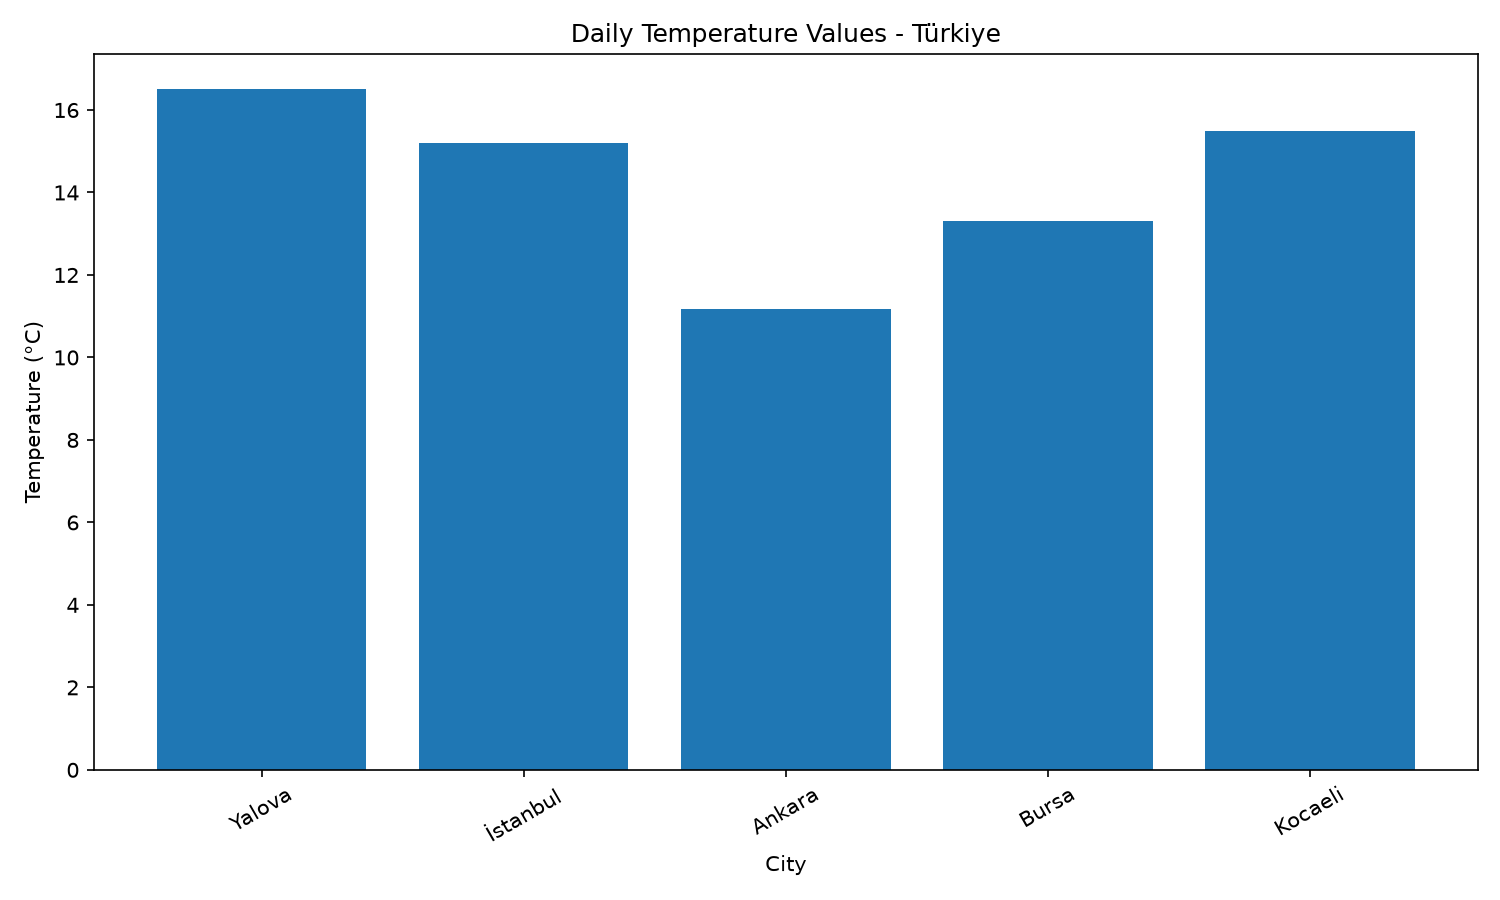 Daily Temperature Values - Türkiye
Temperature (°C)
16
14
12
10
8
6
4
2
0
Yalova
İstanbul
Ankara
Bursa
Kocaeli
City